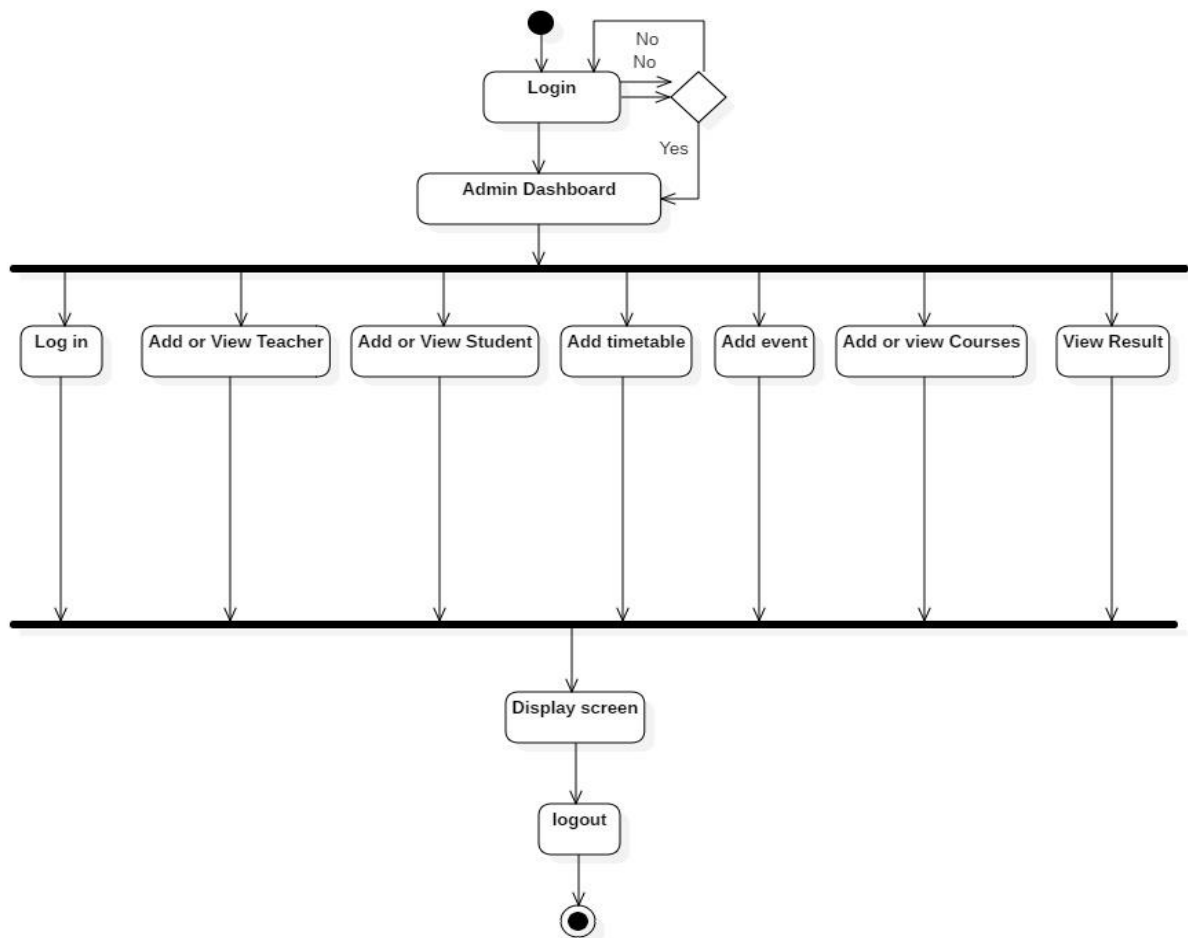 No
No
Login
Yes
Admin Dashboard
Log in
Add or View Teacher
Add or View Student
Add timetable
Add event
Add or view Courses
View Result
Display screen
logout